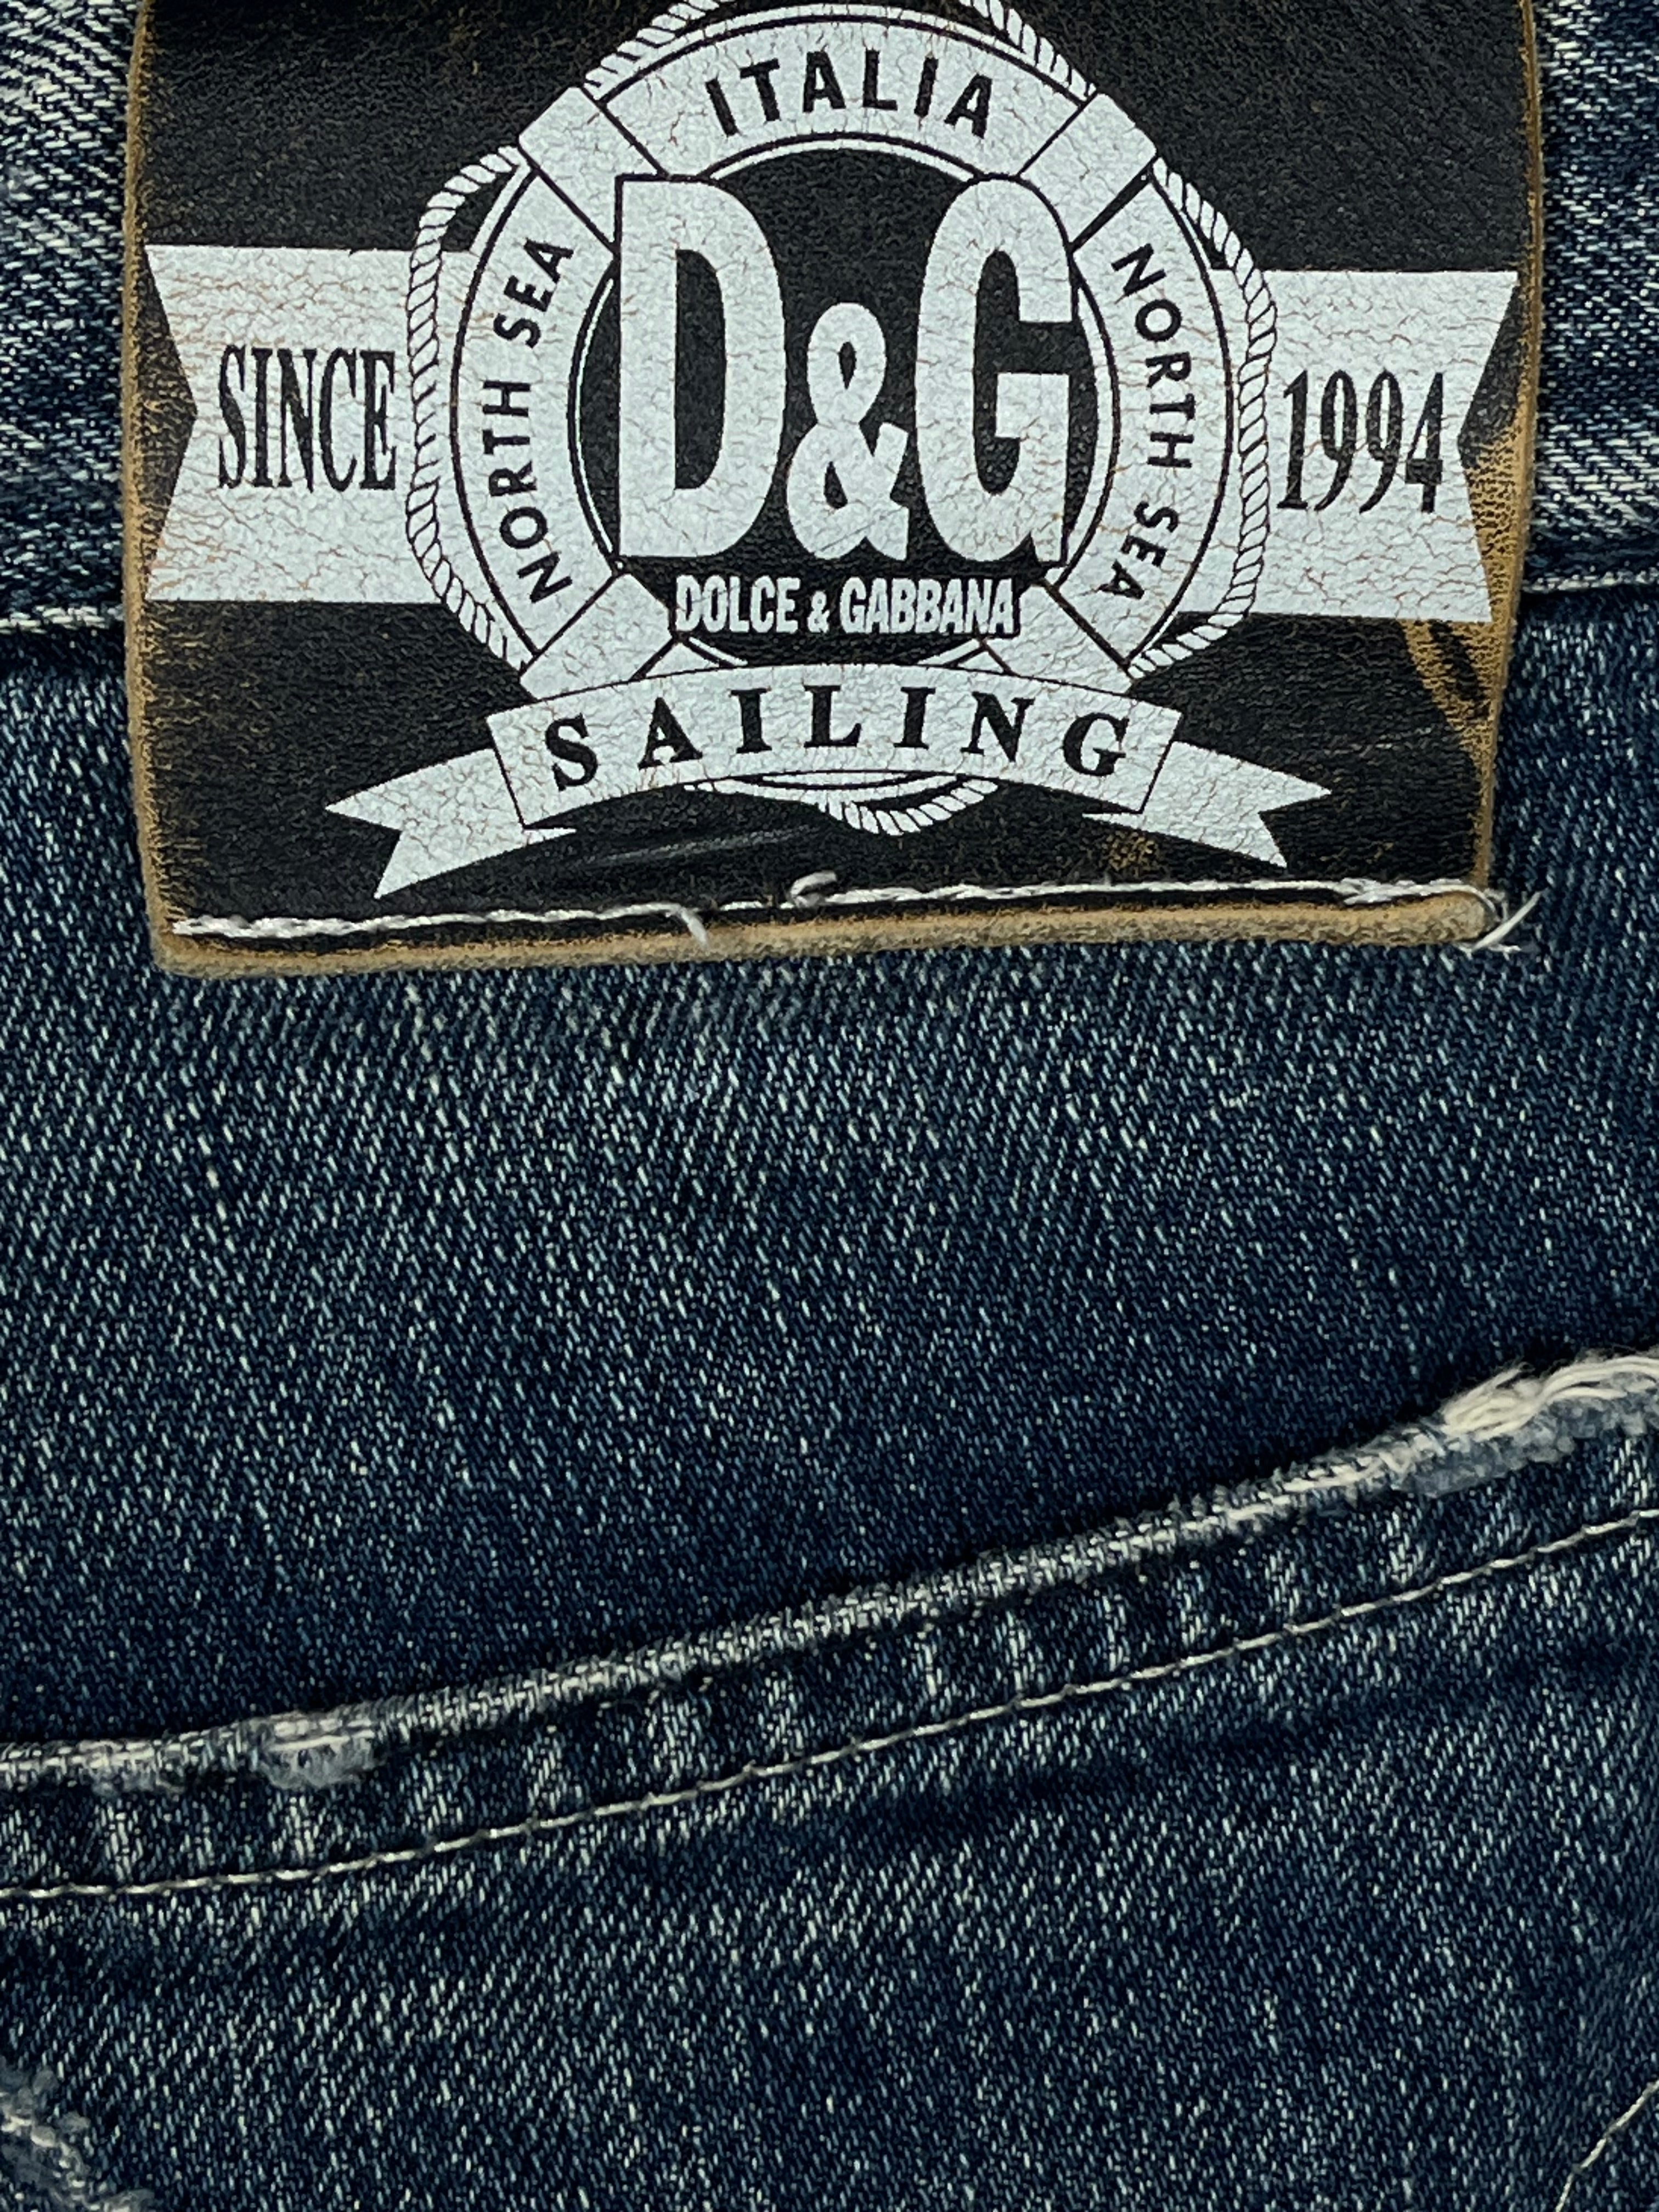 ITALIA
NORTH SEA
NORTH SEA
SINCE
D&G
1994
DOLCE & GABBANA
SAILING